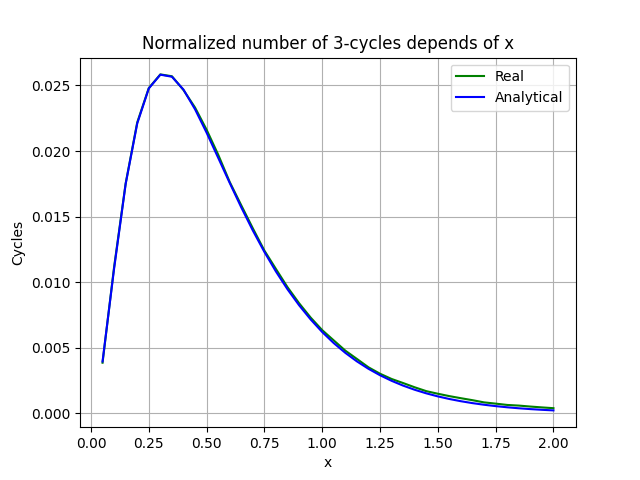 Normalized number of 3-cycles depends of x
Real
Analytical
0.025
0.020
0.015
0.010
0.005
0.000
Cycles
0.00 0.25 0.50 0.75 1.00 1.25 1.50 1.75 2.00
x